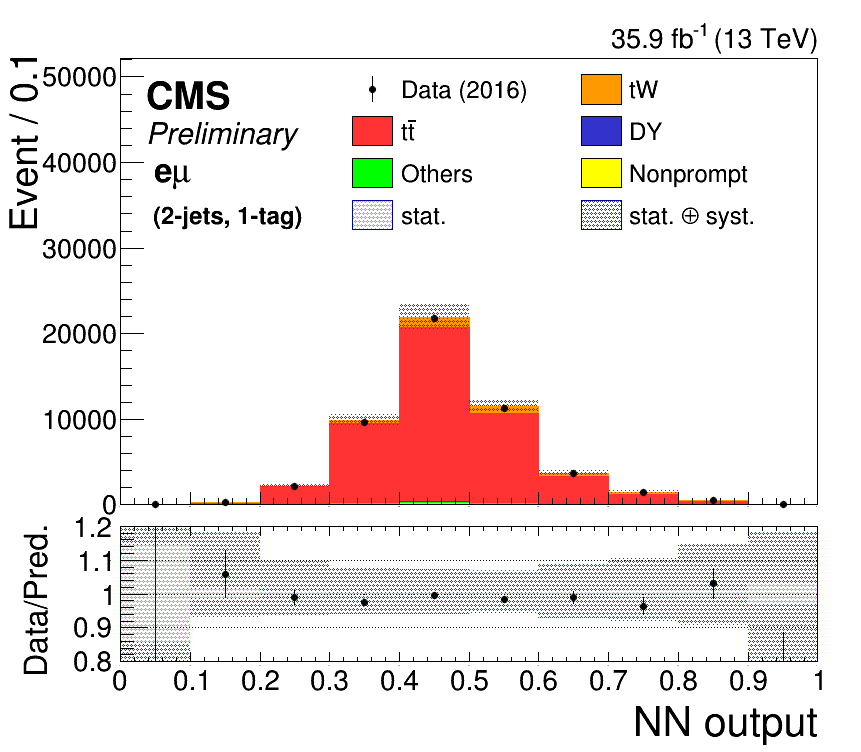 35.9 fb⁻¹ (13 TeV)
Event / 0.1
50000
40000
30000
20000
10000
0
CMS
Preliminary
eμ
(2-jets, 1-tag)
Data (2016)
tW
tt̄
DY
Others
Nonprompt
stat.
stat. ⊕ syst.
Data/Pred.
1.2
1.1
1
0.9
0.8
0 0.1 0.2 0.3 0.4 0.5 0.6 0.7 0.8 0.9 1
NN output